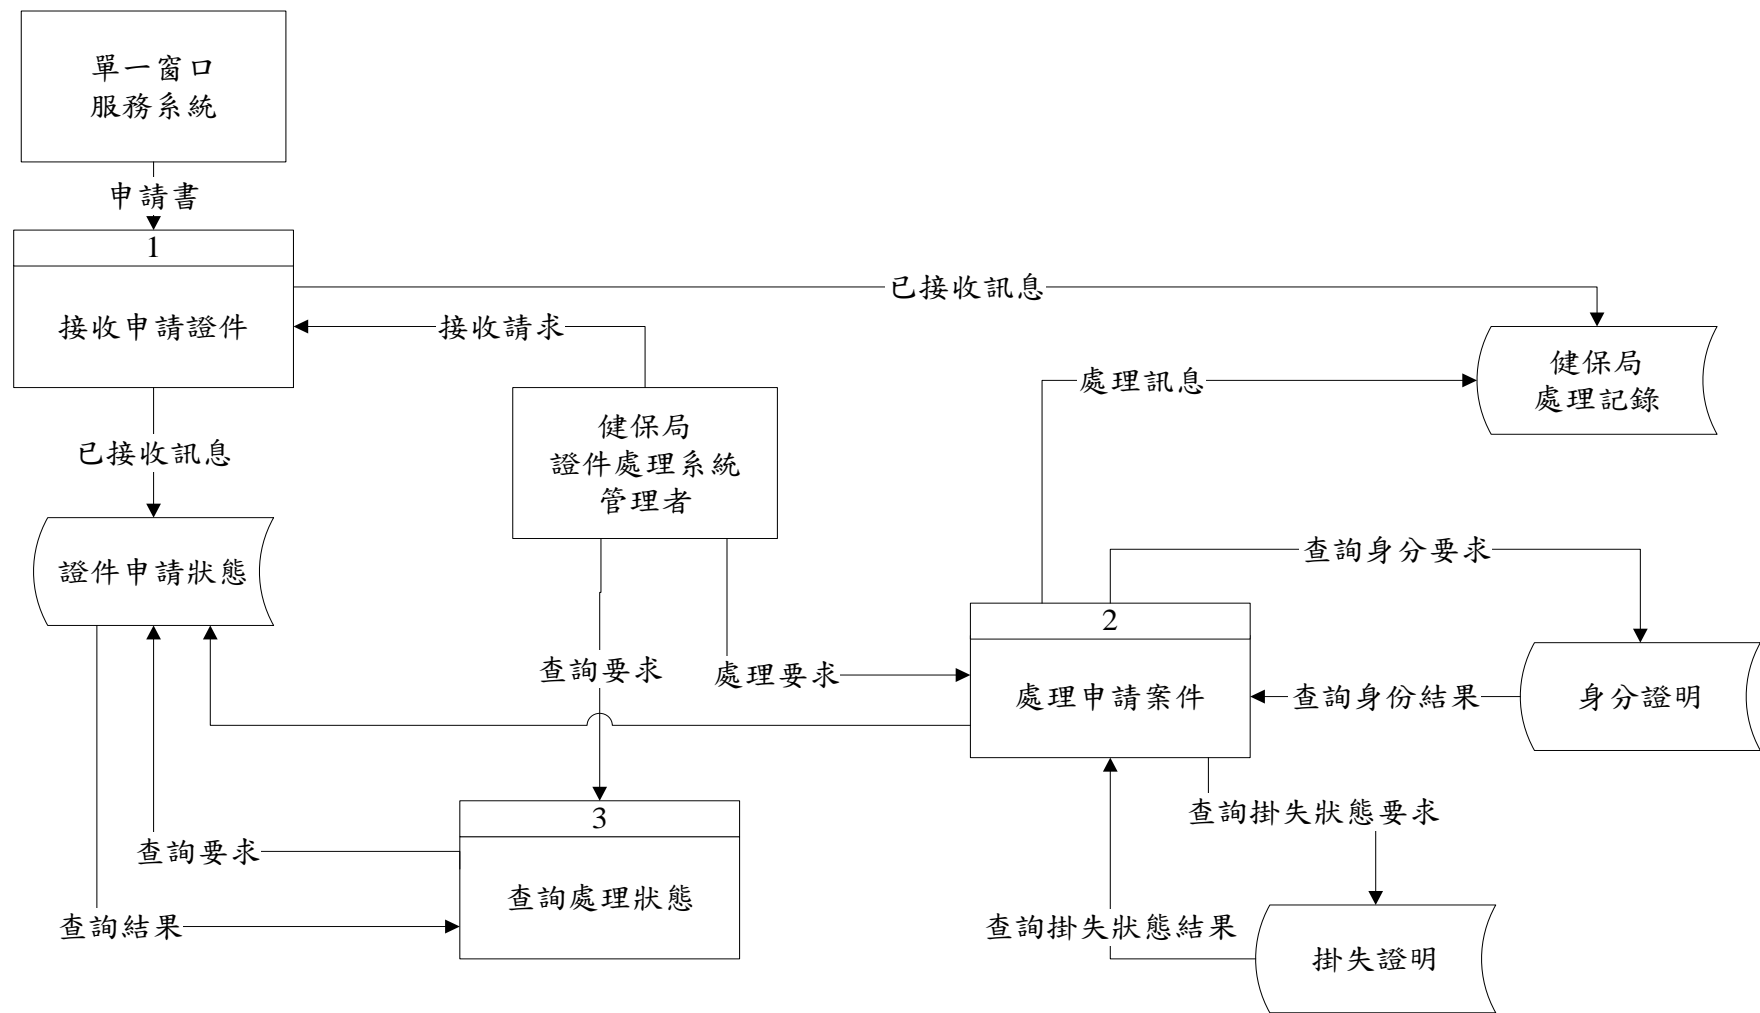 單一窗口
服務系統
申請書
1
接收申請證件
已接收訊息
接收請求
健保局
處理記錄
處理訊息
健保局
證件處理系統
管理者
已接收訊息
證件申請狀態
查詢身分要求
2
處理申請案件
查詢要求
處理要求
查詢身份結果
身分證明
3
查詢處理狀態
查詢要求
查詢結果
查詢掛失狀態要求
查詢掛失狀態結果
掛失證明